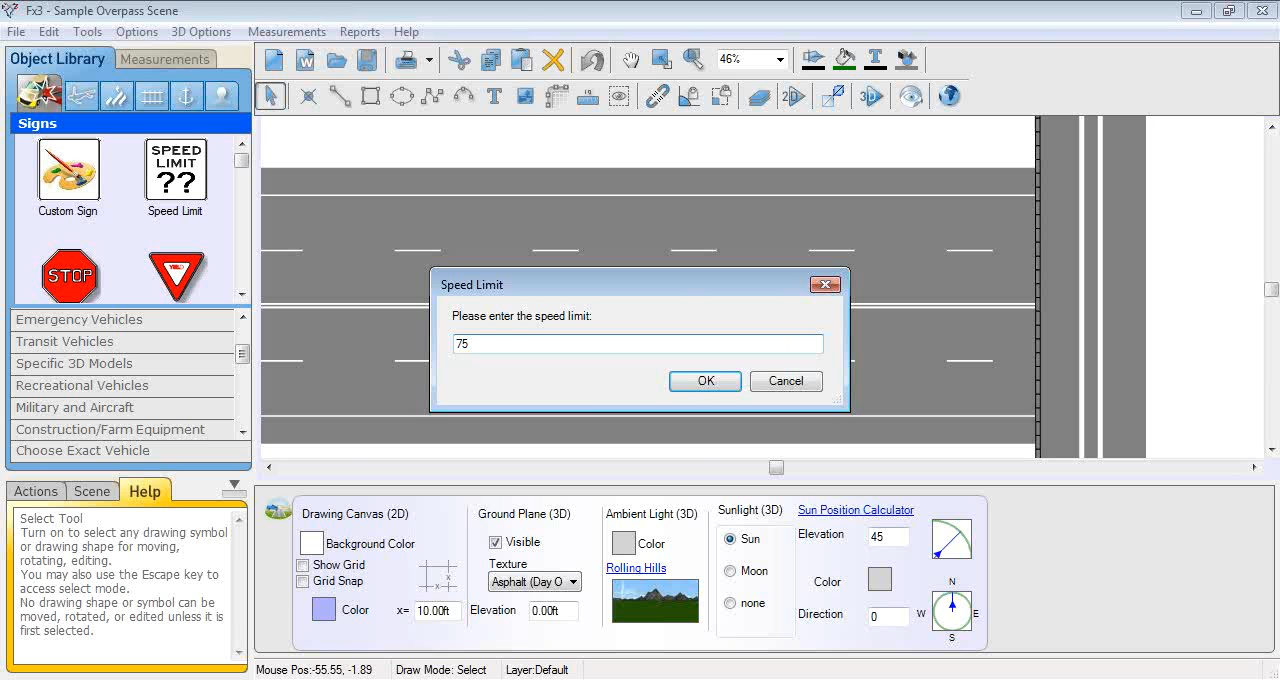 Fx3 - Sample Overpass Scene
File Edit Tools Options 3D Options Measurements Reports Help
Object Library Measurements
46%
T
T
2D
3D
Signs
SPEED
LIMIT
??
Custom Sign Speed Limit
STOP
YIELD
Emergency Vehicles
Transit Vehicles
Specific 3D Models
Recreational Vehicles
Military and Aircraft
Construction/Farm Equipment
Choose Exact Vehicle
Speed Limit
Please enter the speed limit:
75
OK Cancel
Actions Scene Help
Select Tool
Turn on to select any drawing symbol
or drawing shape for moving,
rotating, editing.
You may also use the Escape key to
access select mode.
No drawing shape or symbol can be
moved, rotated, or edited unless it is
first selected.
Drawing Canvas (2D)
Background Color
Show Grid
Grid Snap
Color x= 10.00ft
Ground Plane (3D)
Visible
Texture
Asphalt (Day O
Elevation 0.00ft
Ambient Light (3D)
Color
Rolling Hills
Sunlight (3D)
Sun
Moon
none
Sun Position Calculator
Elevation 45
Color
Direction 0
N
W E
S
Mouse Pos:-55.55, -1.89 Draw Mode: Select Layer:Default